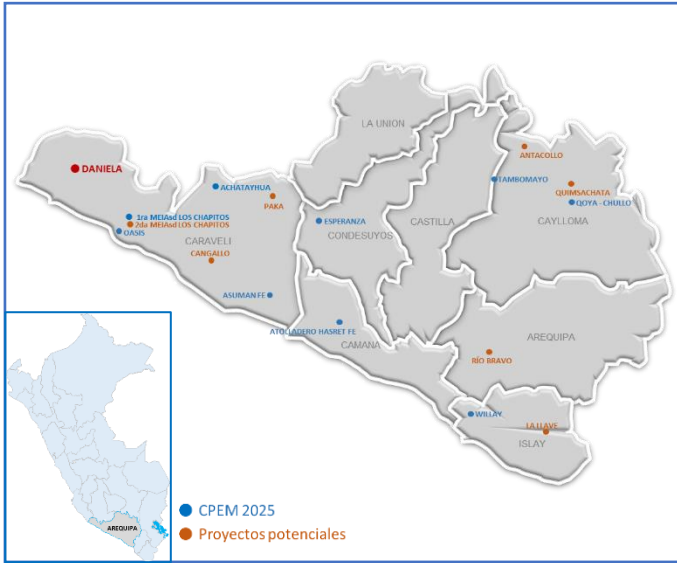 LA UNION
ANTACOLLO
DANIELA
TAMBOMAYO
ACHATAYHUA
QUIMSACHATA
PAKA
QOYA - CHULLO
1ra MEIAsd LOS CHAPITOS
ESPERANZA
CASTILLA
CAYLLOMA
2da MEIAsd LOS CHAPITOS
OASIS
CONDESUYOS
CARAVELI
CANGALLO
ASUMAN FE
ATOLLADERO HASRET FE
AREQUIPA
CAMANA
RÍO BRAVO
WILLAY
LA LLAVE
ISLAY
CPEM 2025
AREQUIPA
Proyectos potenciales